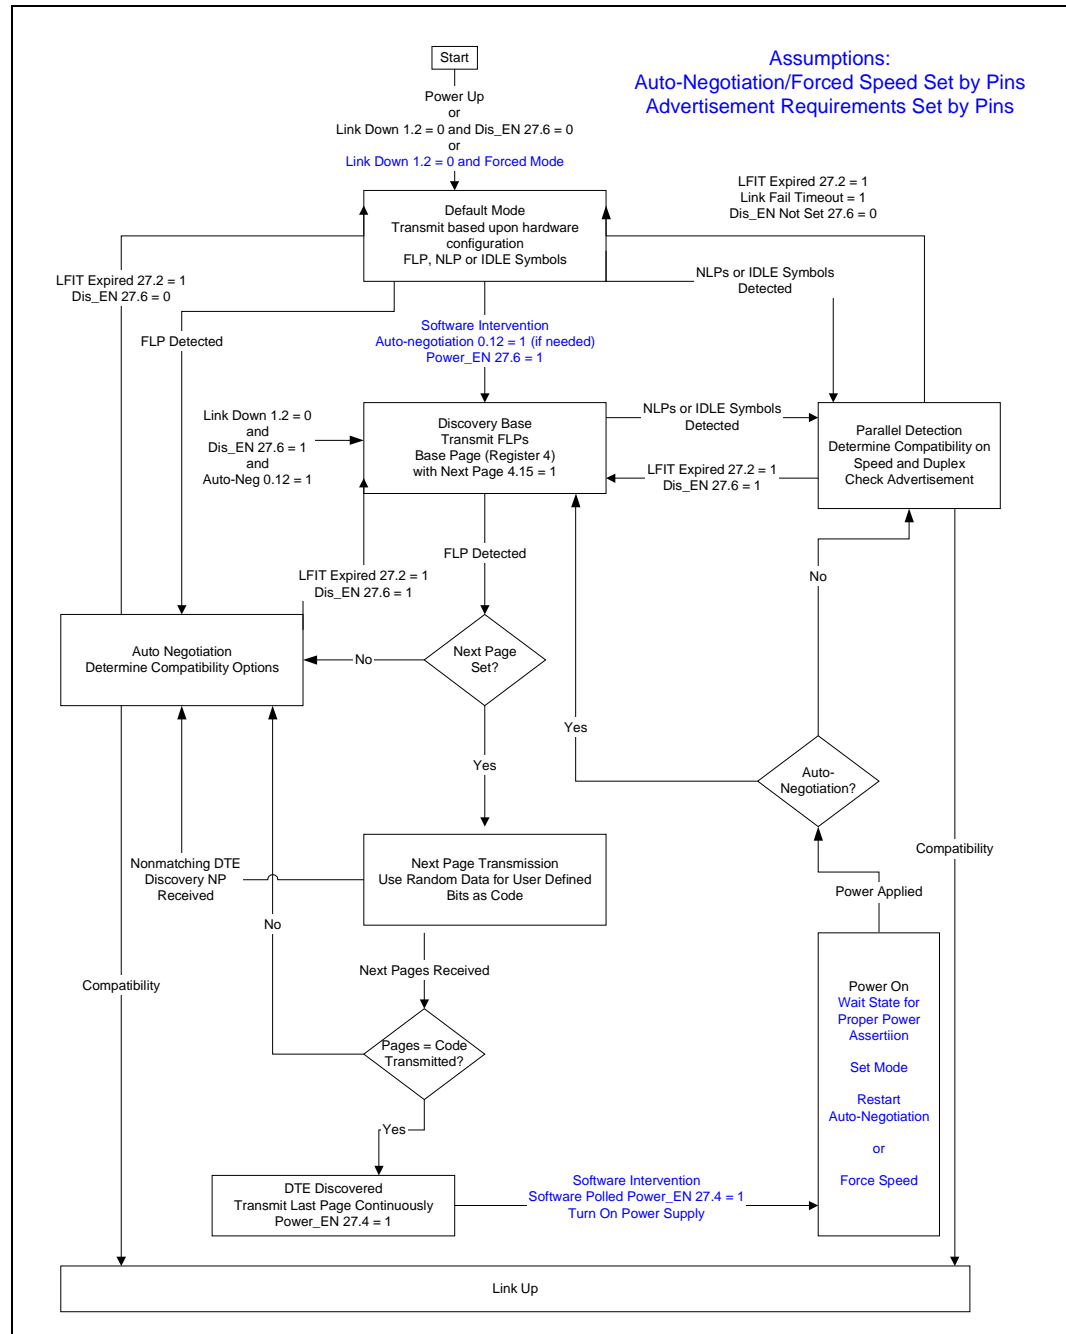 Start
Assumptions:
Auto-Negotiation/Forced Speed Set by Pins
Advertisement Requirements Set by Pins
Power Up
or
Link Down 1.2 = 0 and Dis_EN 27.6 = 0
or
Link Down 1.2 = 0 and Forced Mode
LFIT Expired 27.2 = 1
Link Fail Timeout = 1
Dis_EN Not Set 27.6 = 0
Default Mode
Transmit based upon hardware
configuration
FLP, NLP or IDLE Symbols
LFIT Expired 27.2 = 1
Dis_EN 27.6 = 0
NLPs or IDLE Symbols
Detected
FLP Detected
Software Intervention
Auto-negotiation 0.12 = 1 (if needed)
Power_EN 27.6 = 1
Link Down 1.2 = 0
and
Dis_EN 27.6 = 1
and
Auto-Neg 0.12 = 1
Discovery Base
Transmit FLPs
Base Page (Register 4)
with Next Page 4.15 = 1
NLPs or IDLE Symbols
Detected
LFIT Expired 27.2 = 1
Dis_EN 27.6 = 1
Parallel Detection
Determine Compatibility on
Speed and Duplex
Check Advertisement
FLP Detected
LFIT Expired 27.2 = 1
Dis_EN 27.6 = 1
No
Auto Negotiation
Determine Compatibility Options
No
Next Page
Set?
Yes
Yes
Auto-
Negotiation?
Nonmatching DTE
Discovery NP
Received
Next Page Transmission
Use Random Data for User Defined
Bits as Code
Compatibility
Power Applied
No
Next Pages Received
Compatibility
Power On
Wait State for
Proper Power
Assertiion
Set Mode
Restart
Auto-Negotiation
or
Force Speed
Pages = Code
Transmitted?
Yes
DTE Discovered
Transmit Last Page Continuously
Power_EN 27.4 = 1
Software Intervention
Software Polled Power_EN 27.4 = 1
Turn On Power Supply
Link Up